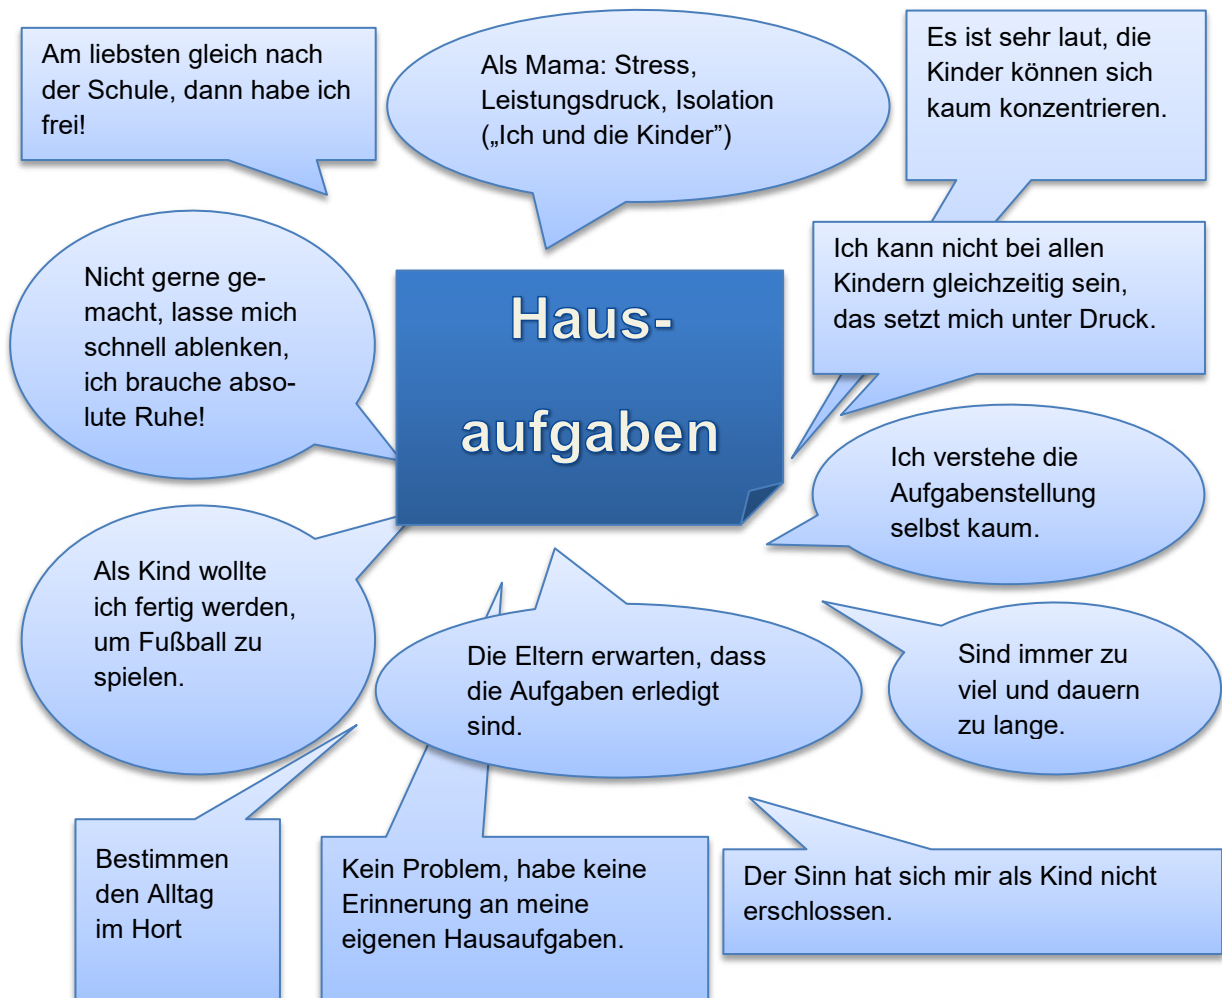 Am liebsten gleich nach
der Schule, dann habe ich
frei!
Als Mama: Stress,
Leistungsdruck, Isolation
(„Ich und die Kinder”)
Es ist sehr laut, die
Kinder können sich
kaum konzentrieren.
Nicht gerne ge-
macht, lasse mich
schnell ablenken,
ich brauche abso-
lute Ruhe!
Haus-
aufgaben
Ich kann nicht bei allen
Kindern gleichzeitig sein,
das setzt mich unter Druck.
Ich verstehe die
Aufgabenstellung
selbst kaum.
Als Kind wollte
ich fertig werden,
um Fußball zu
spielen.
Die Eltern erwarten, dass
die Aufgaben erledigt
sind.
Sind immer zu
viel und dauern
zu lange.
Bestimmen
den Alltag
im Hort
Kein Problem, habe keine
Erinnerung an meine
eigenen Hausaufgaben.
Der Sinn hat sich mir als Kind nicht
erschlossen.